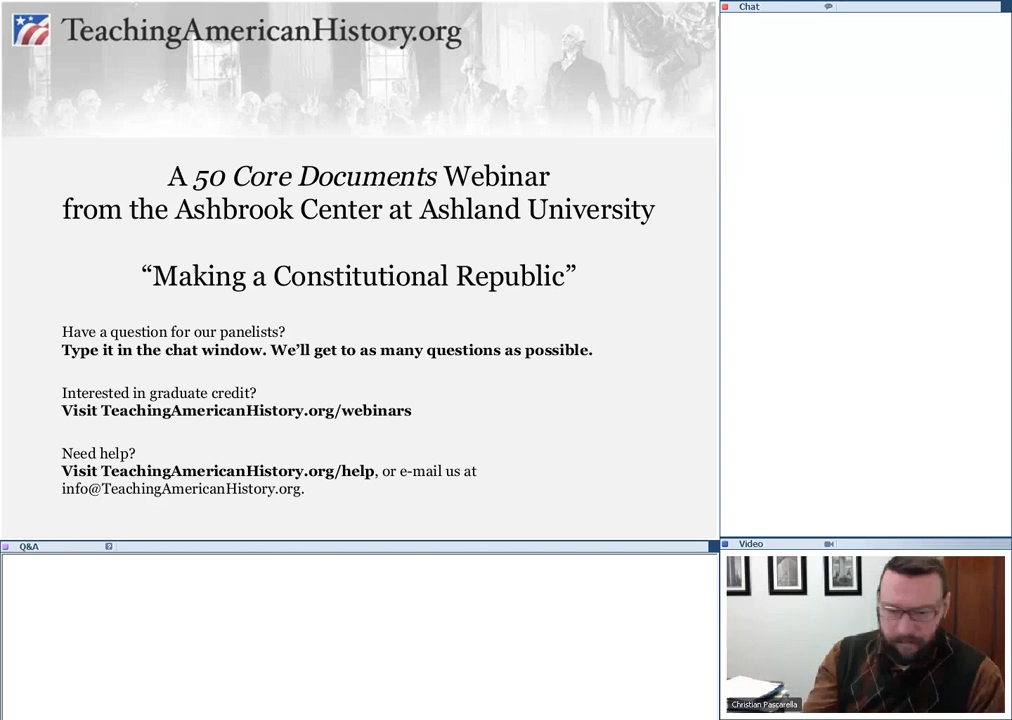 TeachingAmericanHistory.org
A 50 Core Documents Webinar
from the Ashbrook Center at Ashland University
“Making a Constitutional Republic”
Have a question for our panelists?
Type it in the chat window. We’ll get to as many questions as possible.
Interested in graduate credit?
Visit TeachingAmericanHistory.org/webinars
Need help?
Visit TeachingAmericanHistory.org/help, or e-mail us at
info@TeachingAmericanHistory.org.
Q&A
Chat
Video
Christian Pascarella